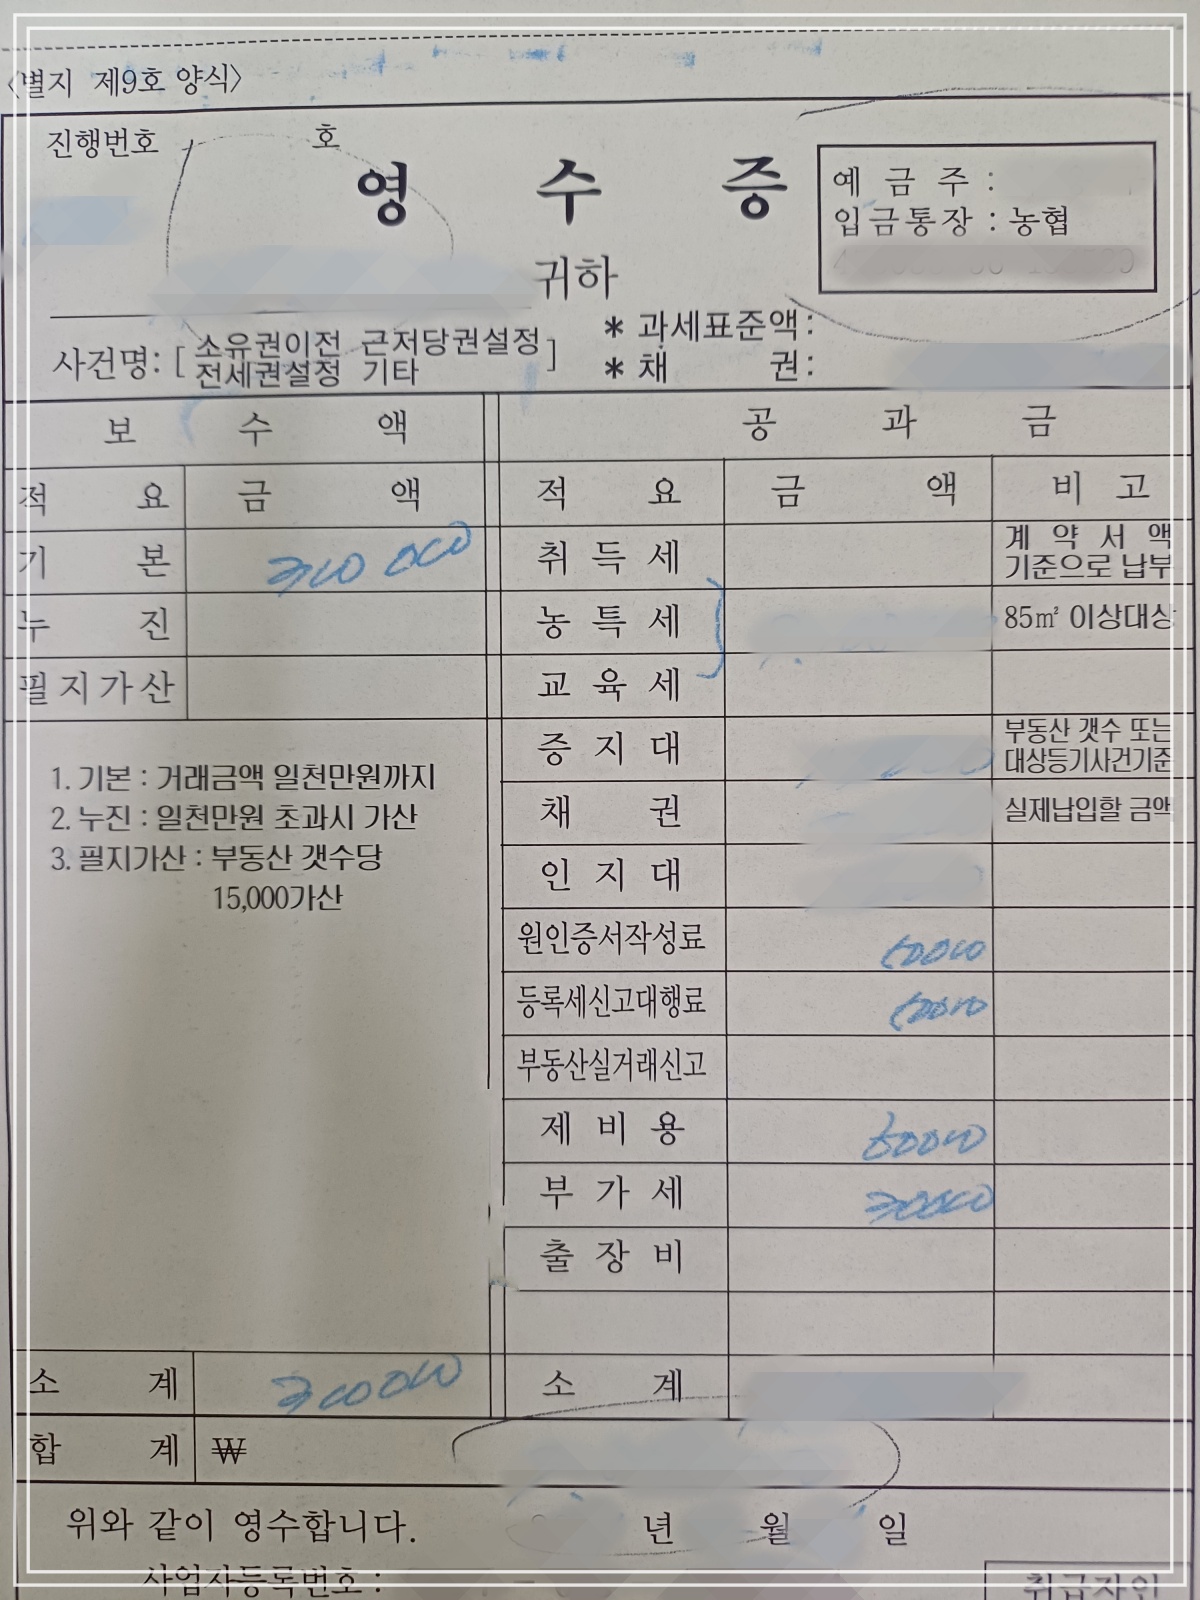 <별지 제9호 양식>
진행번호 호
영 수 증
예 금 주 :
입금통장 : 농협
귀하
사건명: [ 소유권이전 근저당권설정
전세권설정 기타 ]
* 과세표준액:
* 채 권:
보 수 액 공 과 금
적 요 금 액 적 요 금 액 비 고
기 본 300 000 취 득 세 계 약 서 액
기준으로 납부
누 진 농 특 세 85㎡ 이상대상
필지가산 교 육 세
증 지 대 부동산 갯수 또는
대상등기사건기준
1. 기본 : 거래금액 일천만원까지
2. 누진 : 일천만원 초과시 가산
3. 필지가산 : 부동산 갯수당
15,000가산
채 권 실제납입할 금액
인 지 대
원인증서작성료
등록세신고대행료
부동산실거래신고
제 비 용
부 가 세 30000
출 장 비
소 계 300000 소 계
합 계 ₩
위와 같이 영수합니다. 년 월 일
사업자등록번호 :
취급자인